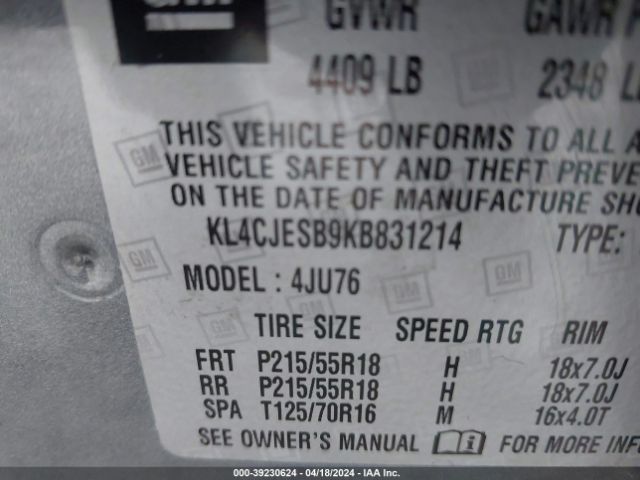 GM
GVWR GAWR
4409 LB 2348
THIS VEHICLE CONFORMS TO ALL
VEHICLE SAFETY AND THEFT
ON THE DATE OF MANUFACTURE
KL4CJESB9KB831214 TYPE:
MODEL : 4JU76
TIRE SIZE SPEED RTG RIM
FRT P215/55R18 H 18x7.0J
RR P215/55R18 H 18x7.0J
SPA T125/70R16 M 16x4.0T
SEE OWNER'S MANUAL FOR MORE
000-39230624 | 04/18/2024 | IAA Inc.